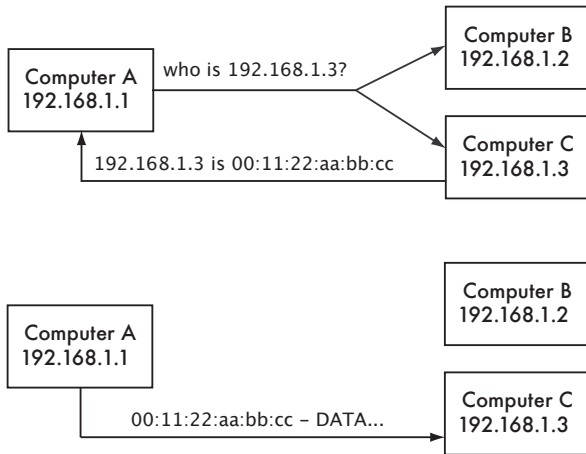 Computer B
192.168.1.2
Computer A
192.168.1.1
who is 192.168.1.3?
Computer C
192.168.1.3
192.168.1.3 is 00:11:22:aa:bb:cc
Computer B
192.168.1.2
Computer A
192.168.1.1
Computer C
192.168.1.3
00:11:22:aa:bb:cc – DATA...